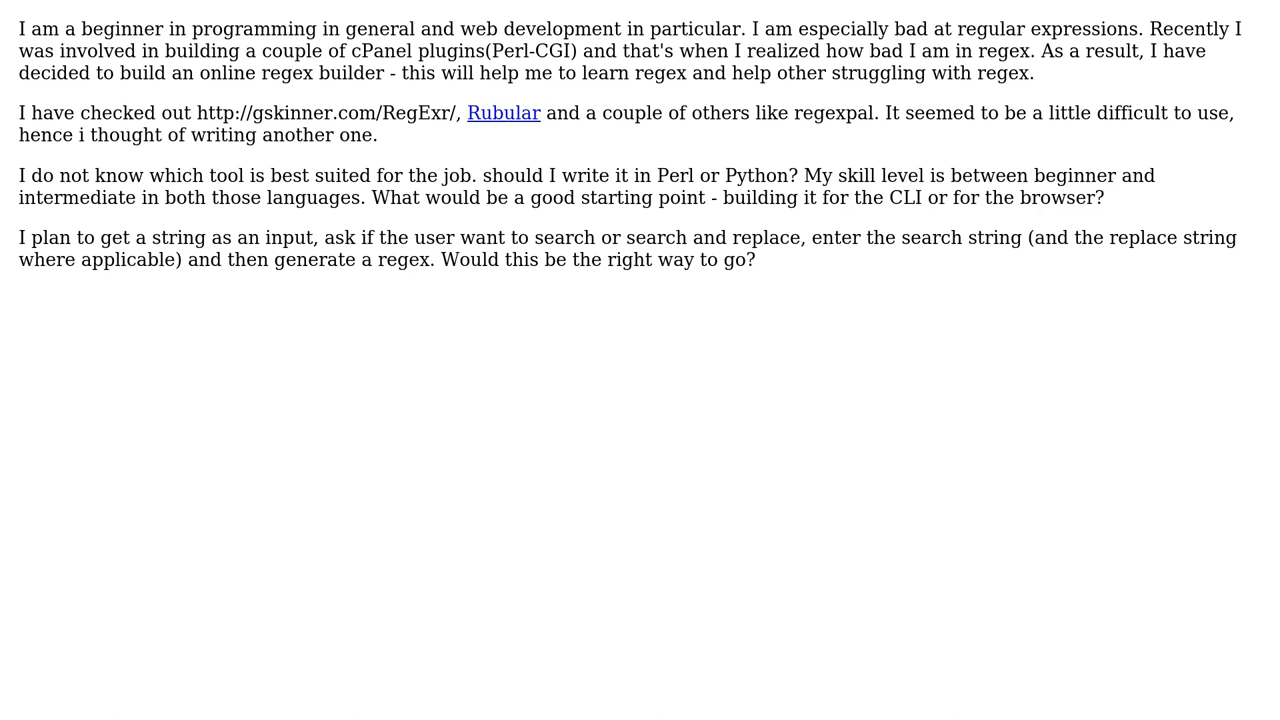 I am a beginner in programming in general and web development in particular. I am especially bad at regular expressions. Recently I
was involved in building a couple of cPanel plugins(Perl-CGI) and that's when I realized how bad I am in regex. As a result, I have
decided to build an online regex builder - this will help me to learn regex and help other struggling with regex.
I have checked out http://gskinner.com/RegExr/, Rubular and a couple of others like regexpal. It seemed to be a little difficult to use,
hence i thought of writing another one.
I do not know which tool is best suited for the job. should I write it in Perl or Python? My skill level is between beginner and
intermediate in both those languages. What would be a good starting point - building it for the CLI or for the browser?
I plan to get a string as an input, ask if the user want to search or search and replace, enter the search string (and the replace string
where applicable) and then generate a regex. Would this be the right way to go?